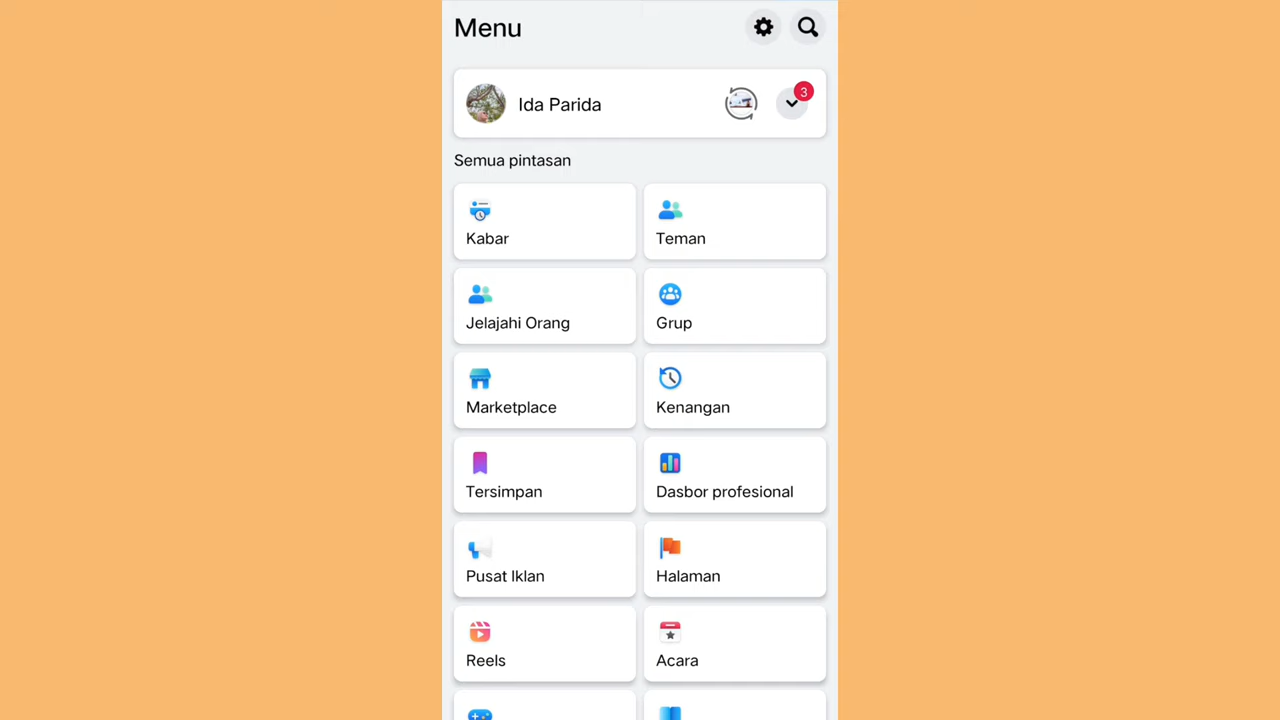 Menu
Ida Parida
3
Semua pintasan
Kabar
Teman
Jelajahi Orang
Grup
Marketplace
Kenangan
Tersimpan
Dasbor profesional
Pusat Iklan
Halaman
Reels
Acara